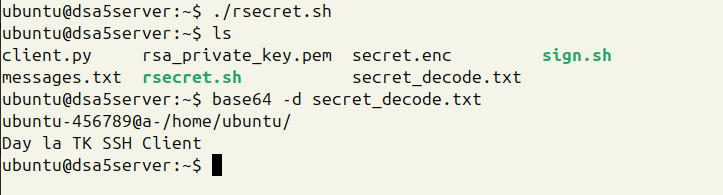 ubuntu@dsa5server:~$ ./rsecret.sh
ubuntu@dsa5server:~$ ls
client.py    rsa_private_key.pem  secret.enc         sign.sh
messages.txt  rsecret.sh           secret_decode.txt
ubuntu@dsa5server:~$ base64 -d secret_decode.txt
ubuntu-456789@a-/home/ubuntu/
Day la TK SSH Client
ubuntu@dsa5server:~$